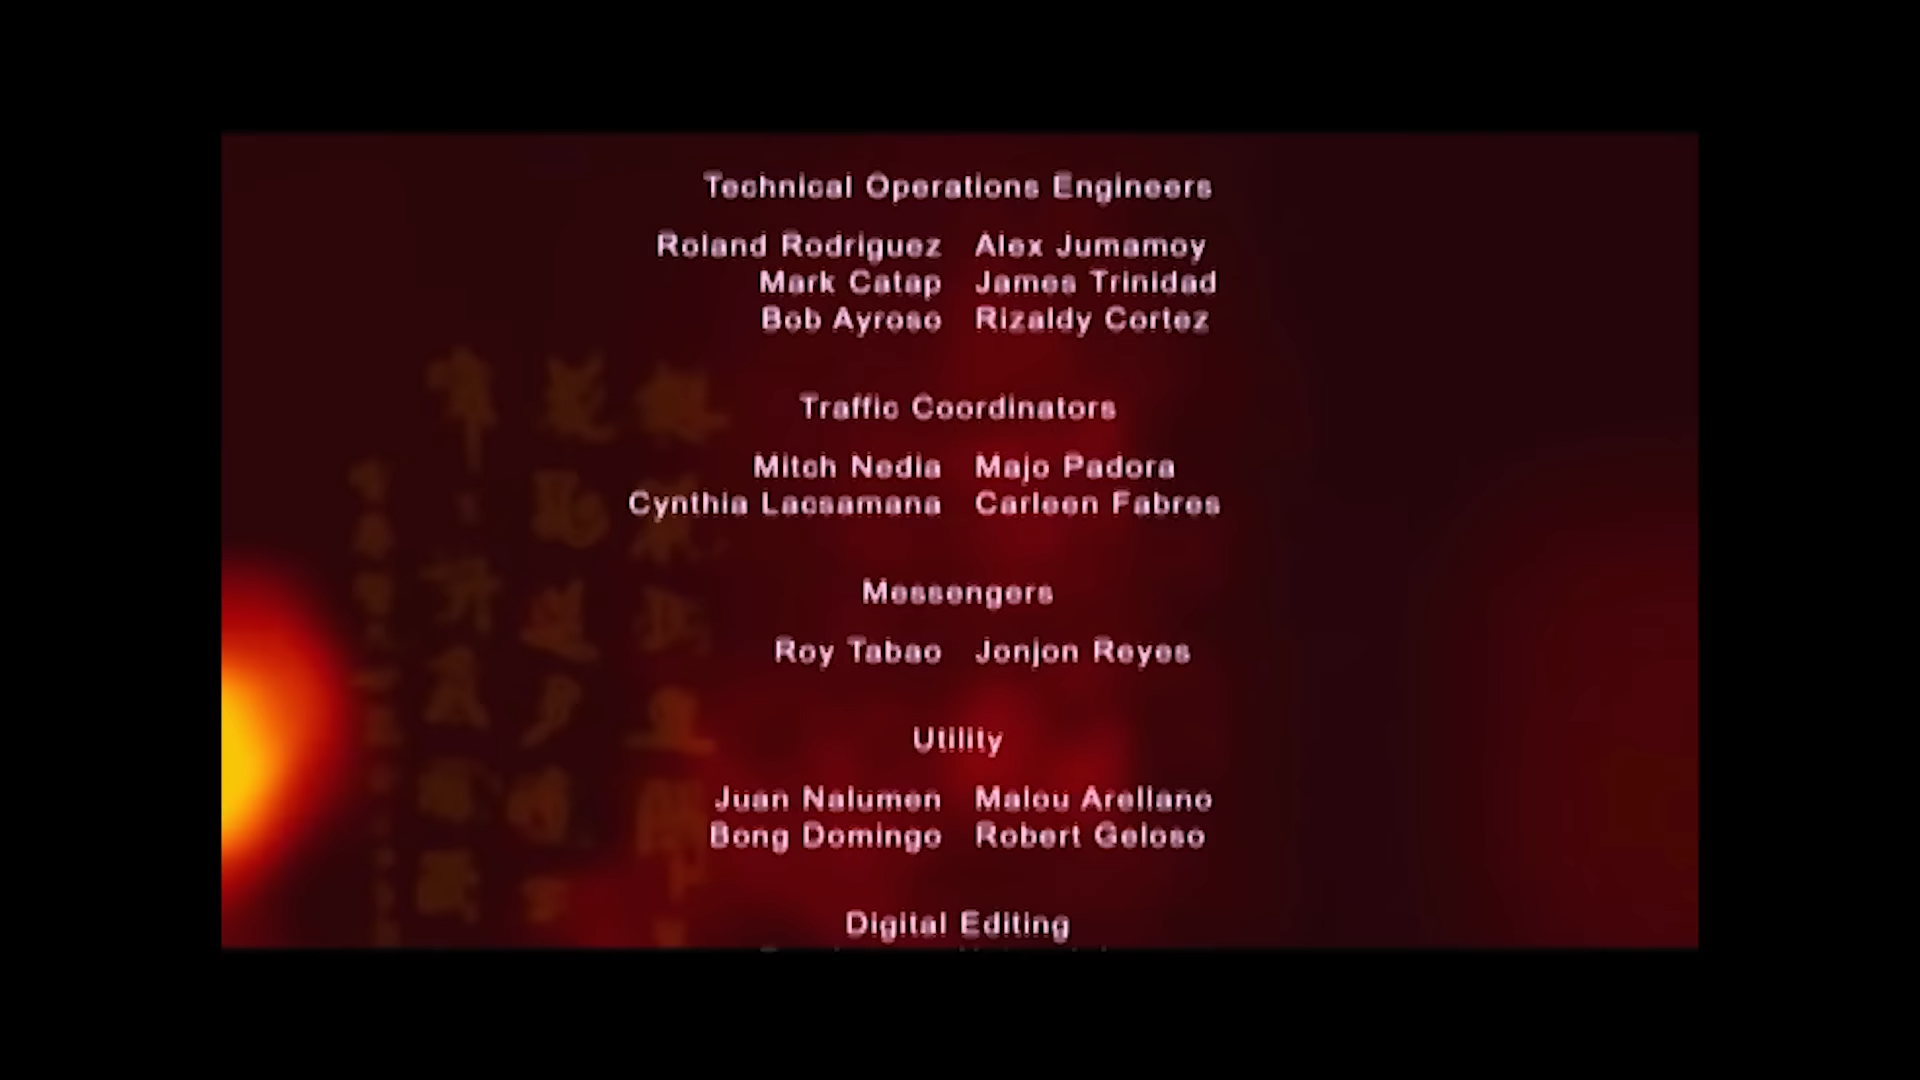 Technical Operations Engineers
Roland Rodriguez Alex Jumamoy
Mark Catap James Trinidad
Bob Ayroso Rizaldy Cortez
Traffic Coordinators
Mitch Nedia Majo Padora
Cynthia Lacsamana Carleen Fabres
Messengers
Roy Tabao Jonjon Reyes
Utility
Juan Nalumen Malou Arellano
Bong Domingo Robert Geloso
Digital Editing